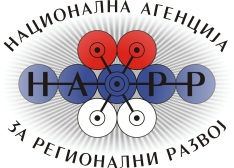 НАЦИОНАЛНА АГЕНЦИЈА
НАРР
ЗА РЕГИОНАЛНИ РАЗВОЈ